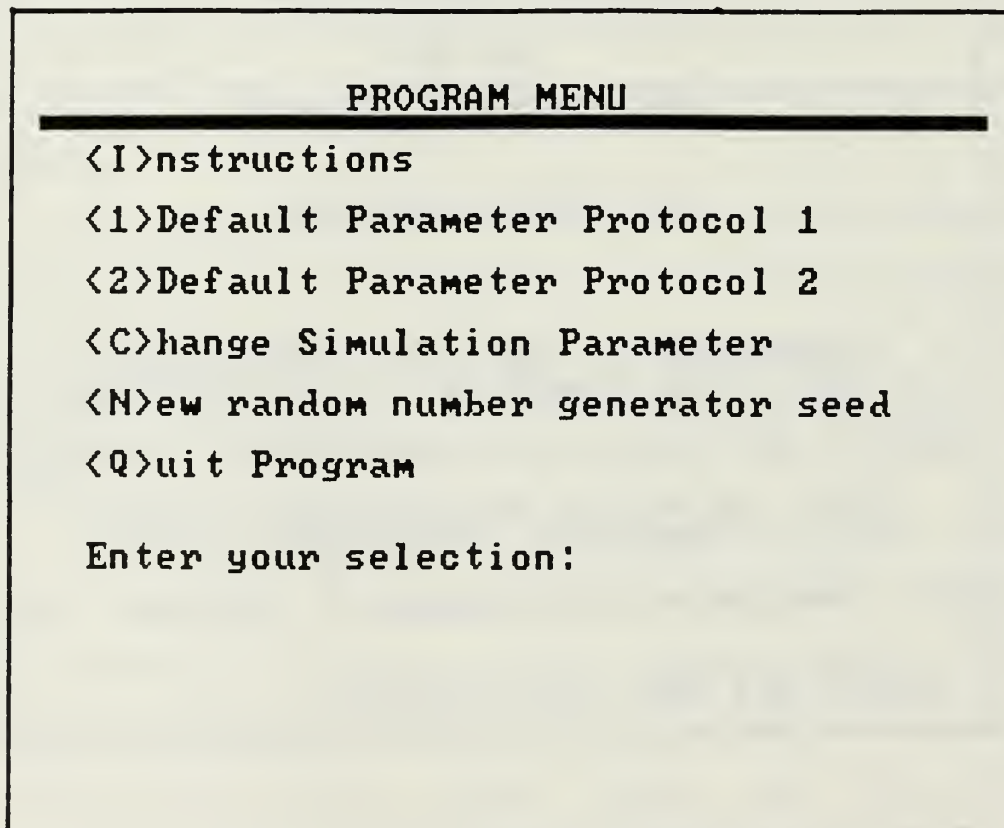 PROGRAM MENU
<I>nstructions
<1>Default Parameter Protocol 1
<2>Default Parameter Protocol 2
<C>hange Simulation Parameter
<N>ew random number generator seed
<Q>uit Program
Enter your selection: